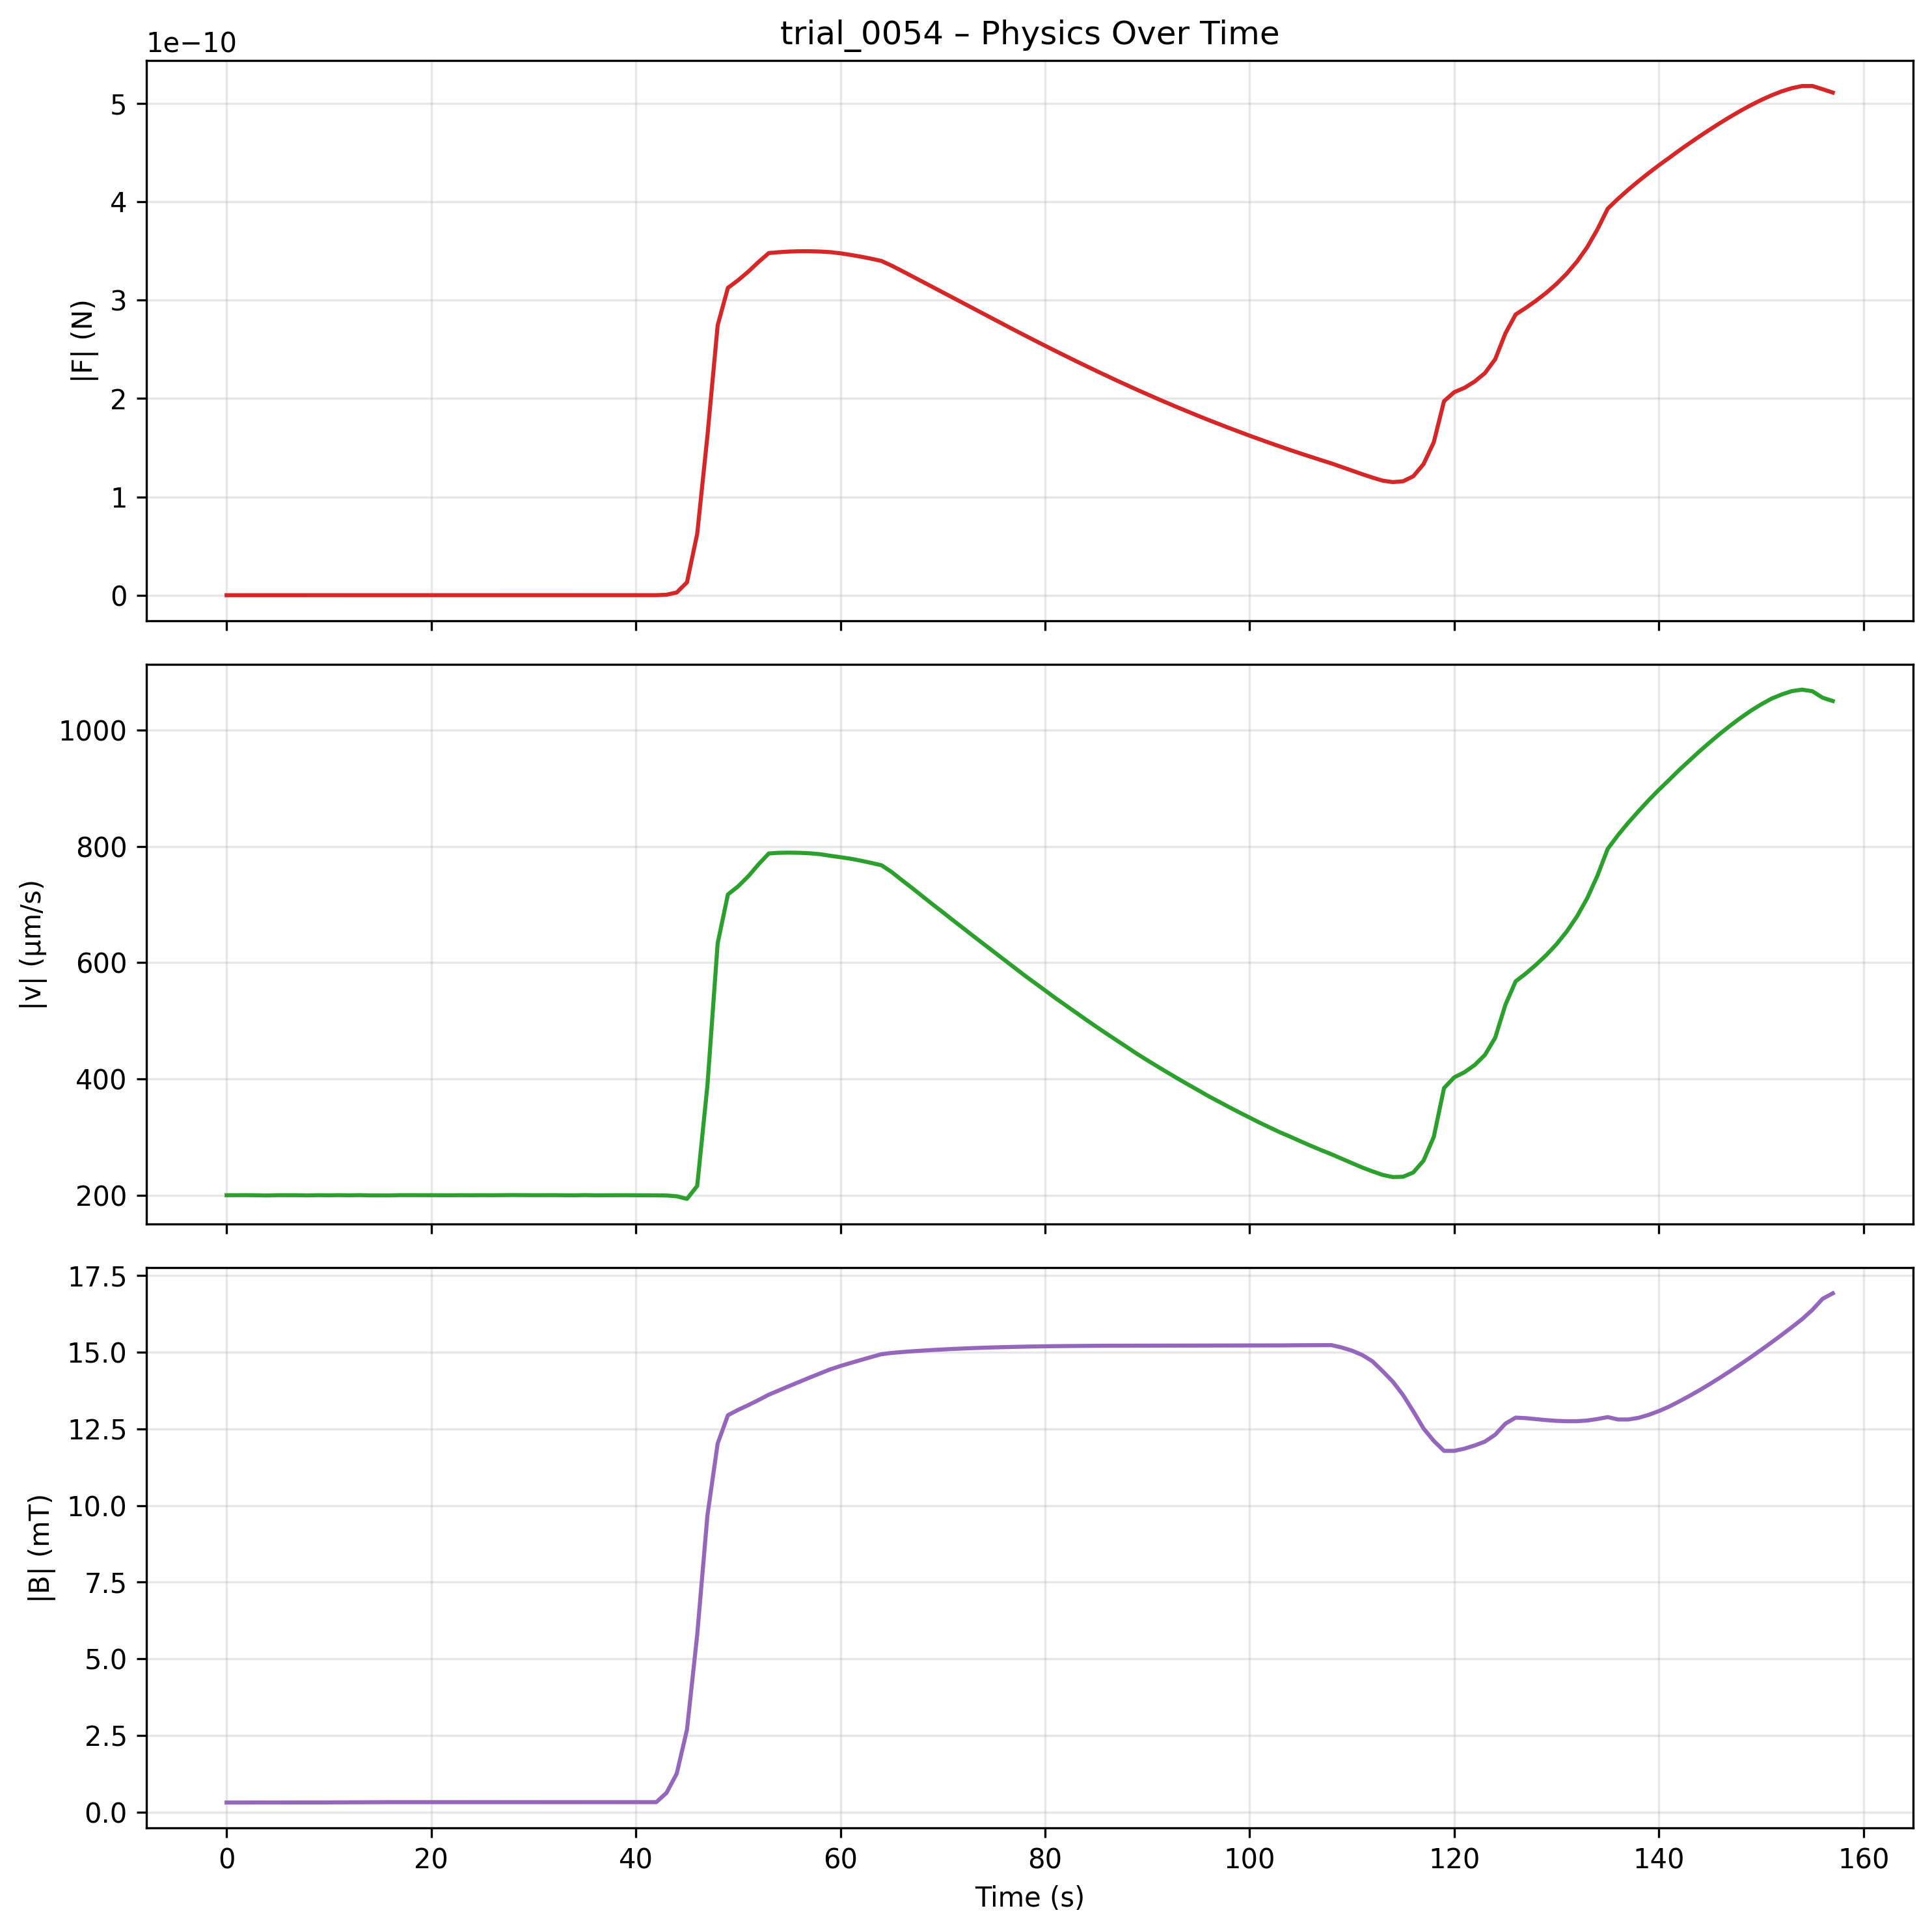 trial_0054 – Physics Over Time
1e−10
5
4
3
2
1
0
|F| (N)
1000
800
600
400
200
|v| (μm/s)
17.5
15.0
12.5
10.0
7.5
5.0
2.5
0.0
|B| (mT)
0 20 40 60 80 100 120 140 160
Time (s)